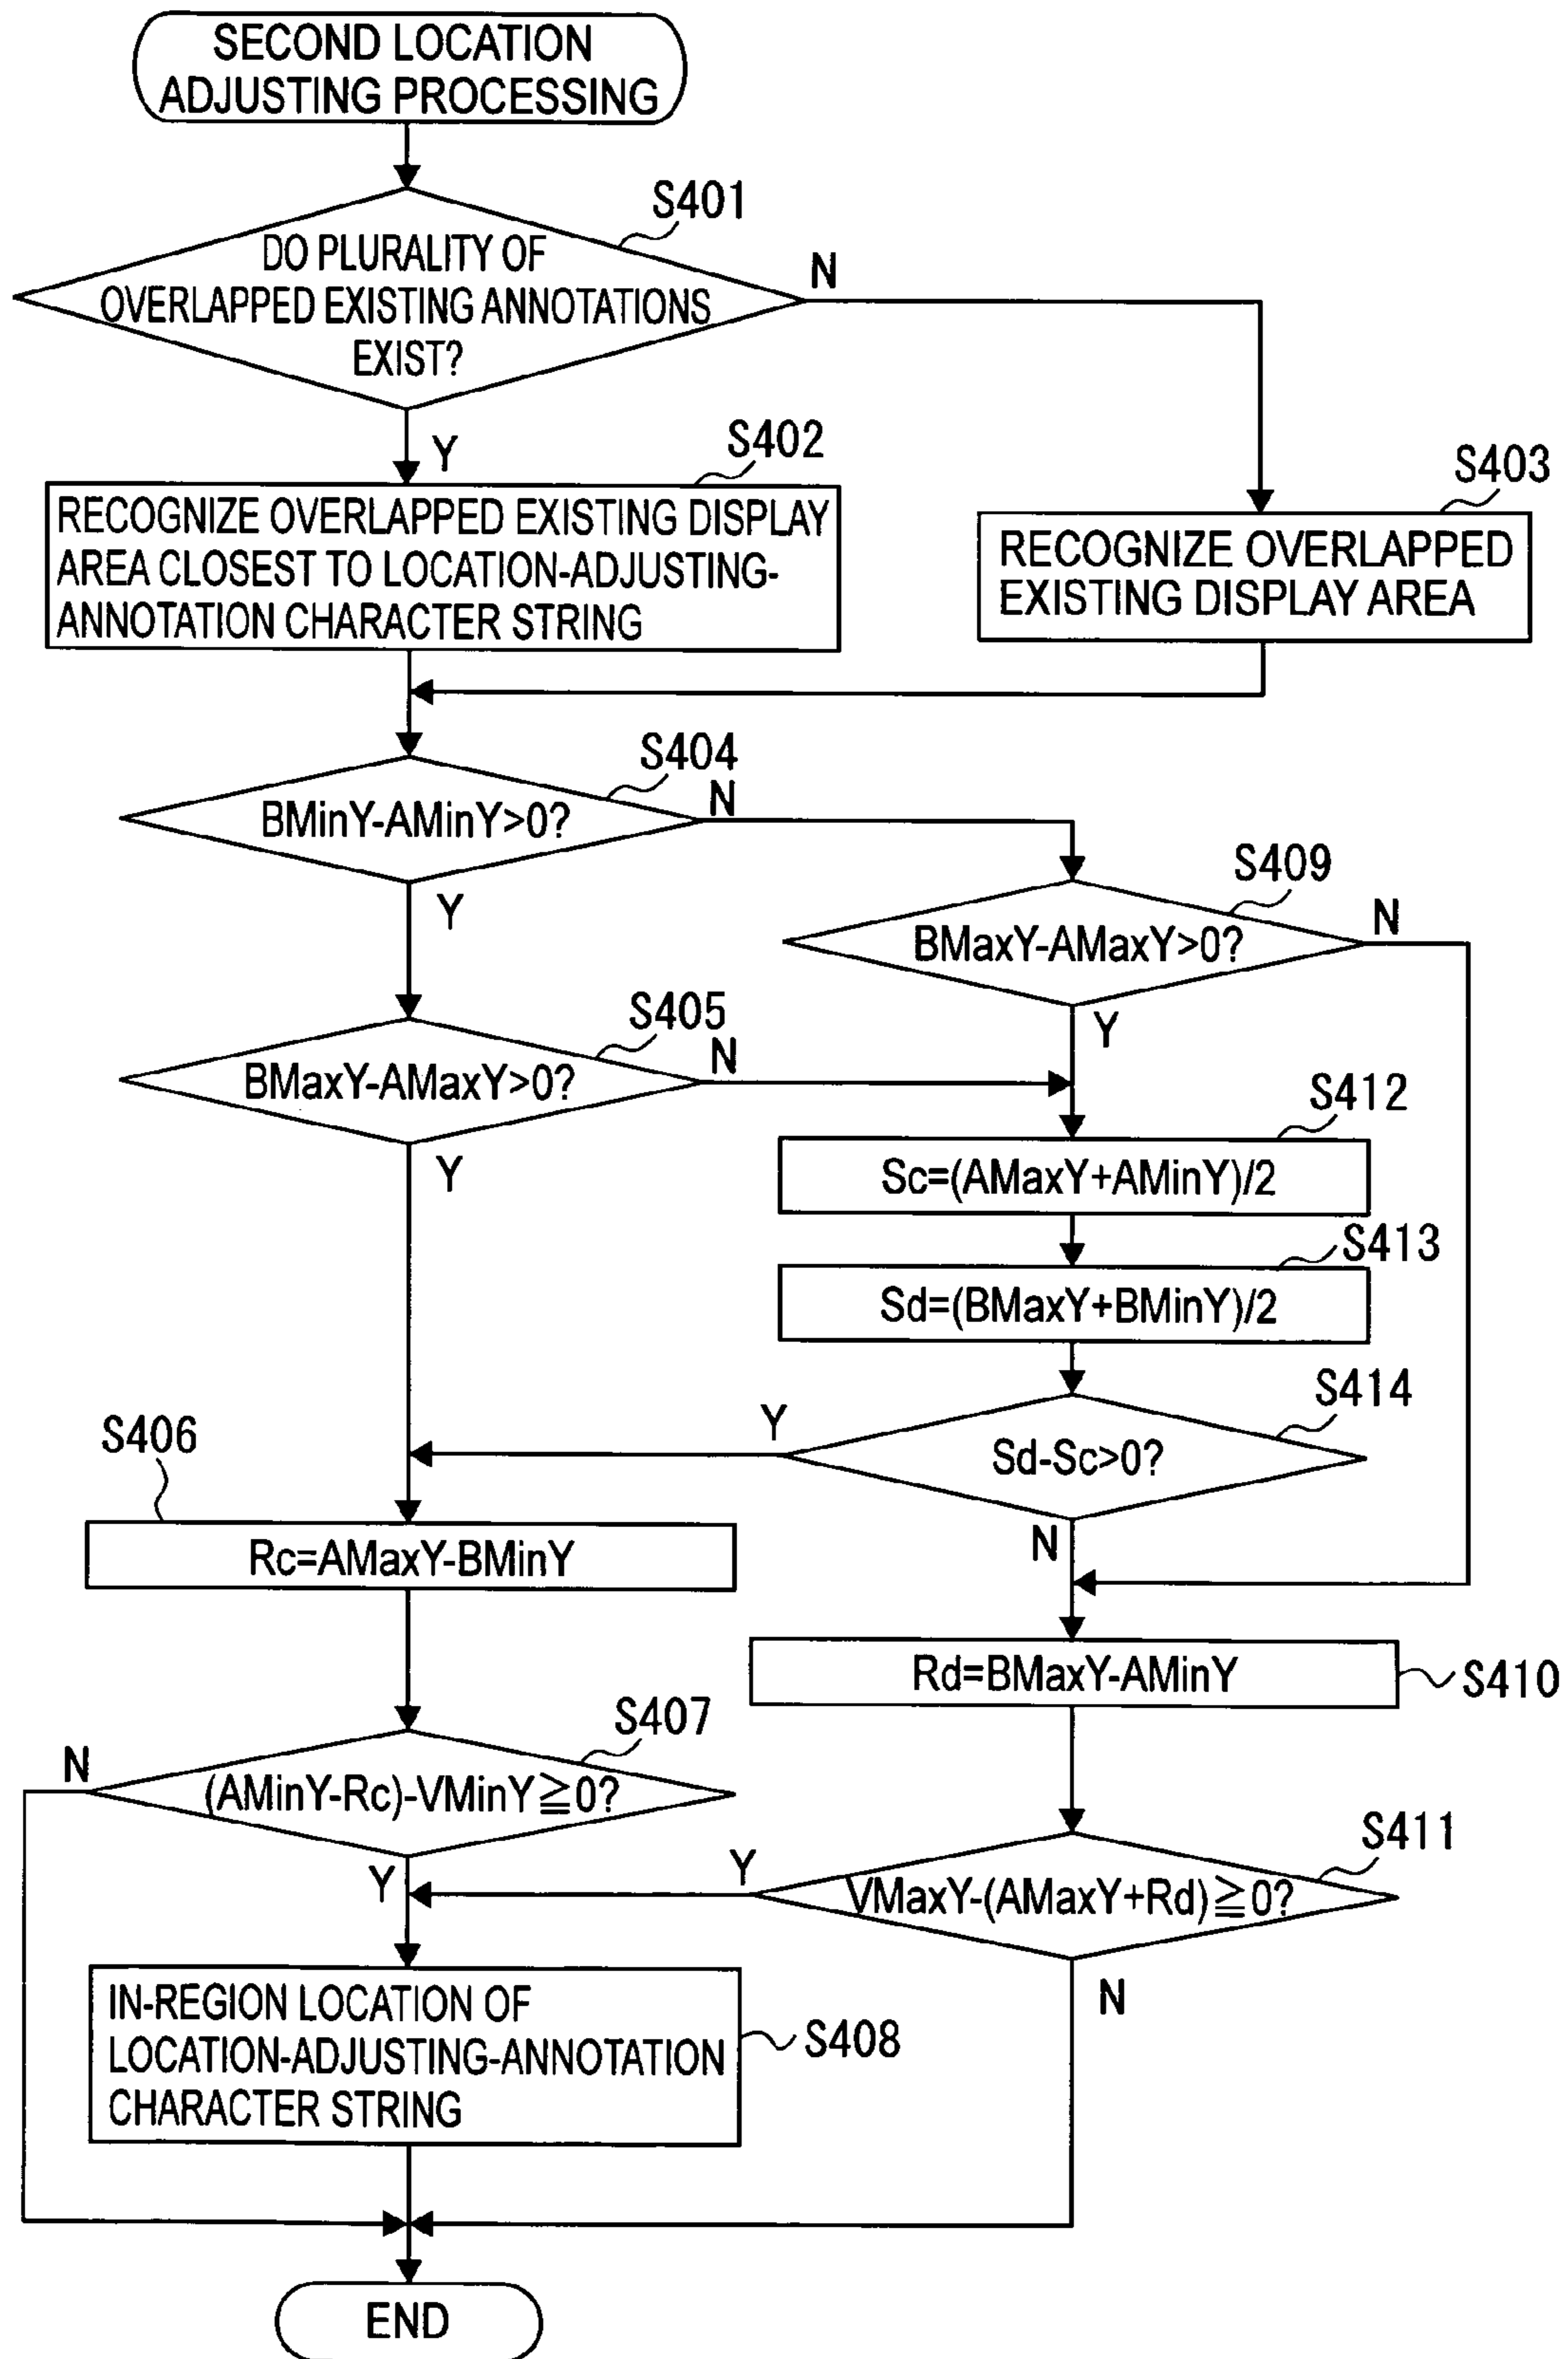 SECOND LOCATION
ADJUSTING PROCESSING
S401
DO PLURALITY OF
OVERLAPPED EXISTING ANNOTATIONS
EXIST?
N
Y
S402
RECOGNIZE OVERLAPPED EXISTING DISPLAY
AREA CLOSEST TO LOCATION-ADJUSTING-
ANNOTATION CHARACTER STRING
S403
RECOGNIZE OVERLAPPED
EXISTING DISPLAY AREA
S404
BMinY-AMinY>0?
N
Y
S409
BMaxY-AMaxY>0?
N
Y
S405
BMaxY-AMaxY>0?
N
Y
S412
Sc=(AMaxY+AMinY)/2
S413
Sd=(BMaxY+BMinY)/2
S414
Sd-Sc>0?
Y
N
S406
Rc=AMaxY-BMinY
Rd=BMaxY-AMinY
S410
S407
(AMinY-Rc)-VMinY≧0?
N
Y
S411
VMaxY-(AMaxY+Rd)≧0?
Y
N
IN-REGION LOCATION OF
LOCATION-ADJUSTING-ANNOTATION
CHARACTER STRING
S408
END